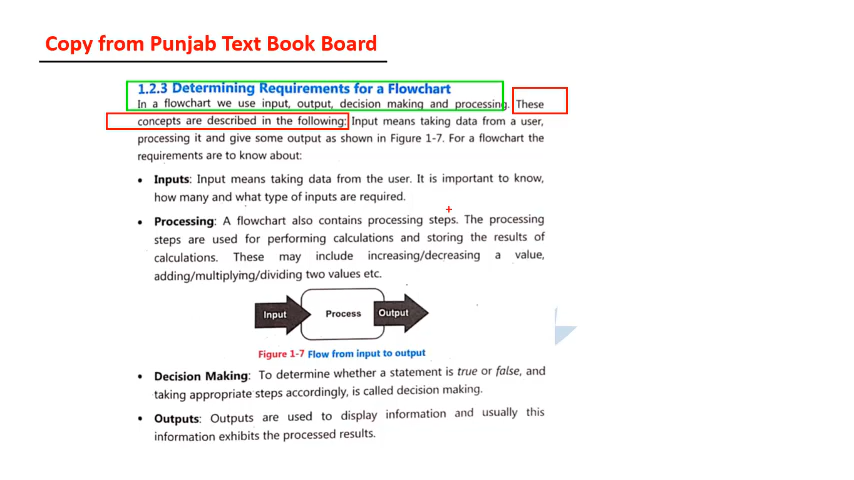 Copy from Punjab Text Book Board
1.2.3 Determining Requirements for a Flowchart
In a flowchart we use input, output, decision making and processing. These
concepts are described in the following: Input means taking data from a user,
processing it and give some output as shown in Figure 1-7. For a flowchart the
requirements are to know about:
• Inputs: Input means taking data from the user. It is important to know,
how many and what type of inputs are required.
• Processing: A flowchart also contains processing steps. The processing
steps are used for performing calculations and storing the results of
calculations. These may include increasing/decreasing a value,
adding/multiplying/dividing two values etc.
Input Process Output
Figure 1-7 Flow from input to output
• Decision Making: To determine whether a statement is true or false, and
taking appropriate steps accordingly, is called decision making.
• Outputs: Outputs are used to display information and usually this
information exhibits the processed results.